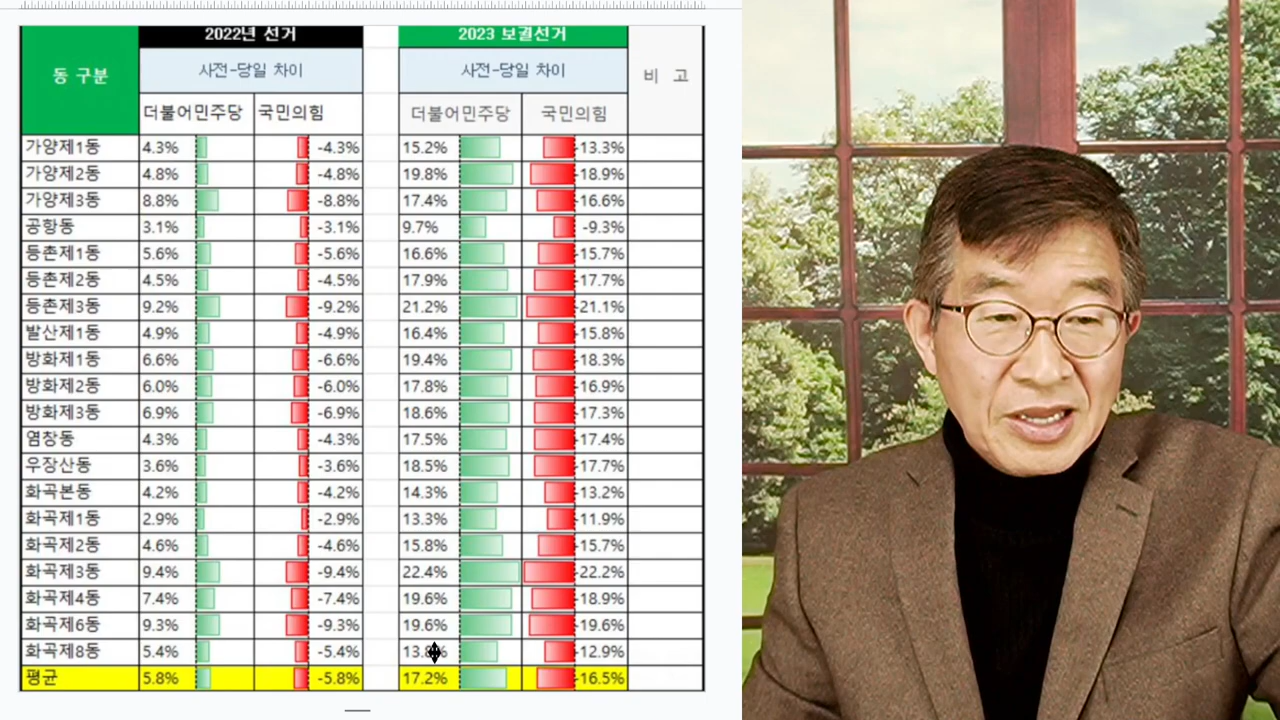 2022년 선거 2023 보궐선거
동 구분 사전-당일 차이 사전-당일 차이 비 고
더불어민주당 국민의힘 더불어민주당 국민의힘
가양제1동 4.3% -4.3% 15.2% -13.3%
가양제2동 4.8% -4.8% 19.8% -18.9%
가양제3동 8.8% -8.8% 17.4% -16.6%
공항동 3.1% -3.1% 9.7% -9.3%
등촌제1동 5.6% -5.6% 16.6% -15.7%
등촌제2동 4.5% -4.5% 17.9% -17.7%
등촌제3동 9.2% -9.2% 21.2% -21.1%
발산제1동 4.9% -4.9% 16.4% -15.8%
방화제1동 6.6% -6.6% 19.4% -18.3%
방화제2동 6.0% -6.0% 17.8% -16.9%
방화제3동 6.9% -6.9% 18.6% -17.3%
염창동 4.3% -4.3% 17.5% -17.4%
우장산동 3.6% -3.6% 18.5% -17.7%
화곡본동 4.2% -4.2% 14.3% -13.2%
화곡제1동 2.9% -2.9% 13.3% -11.9%
화곡제2동 4.6% -4.6% 15.8% -15.7%
화곡제3동 9.4% -9.4% 22.4% -22.2%
화곡제4동 7.4% -7.4% 19.6% -18.9%
화곡제6동 9.3% -9.3% 19.6% -19.6%
화곡제8동 5.4% -5.4% -12.9%
평균 5.8% -5.8% 17.2% -16.5%